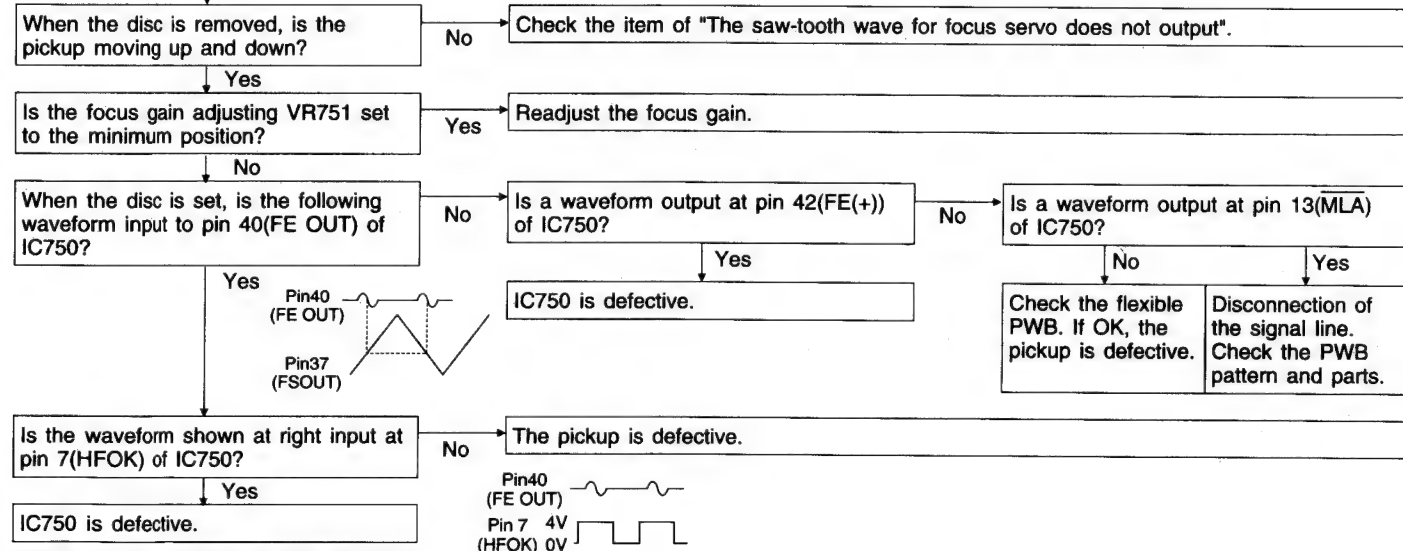 When the disc is removed, is the
pickup moving up and down?
No
Check the item of "The saw-tooth wave for focus servo does not output".
Yes
Is the focus gain adjusting VR751 set
to the minimum position?
Yes
Readjust the focus gain.
No
When the disc is set, is the following
waveform input to pin 40(FE OUT) of
IC750?
No
Is a waveform output at pin 42(FE(+))
of IC750?
No
Is a waveform output at pin 13(MLA)
of IC750?
Yes
Yes
No
Yes
IC750 is defective.
Check the flexible
PWB. If OK, the
pickup is defective.
Disconnection of
the signal line.
Check the PWB
pattern and parts.
Pin40
(FE OUT)
Pin37
(FSOUT)
Is the waveform shown at right input at
pin 7(HFOK) of IC750?
No
The pickup is defective.
Yes
IC750 is defective.
Pin40
(FE OUT)
Pin 7 4V
(HFOK) 0V